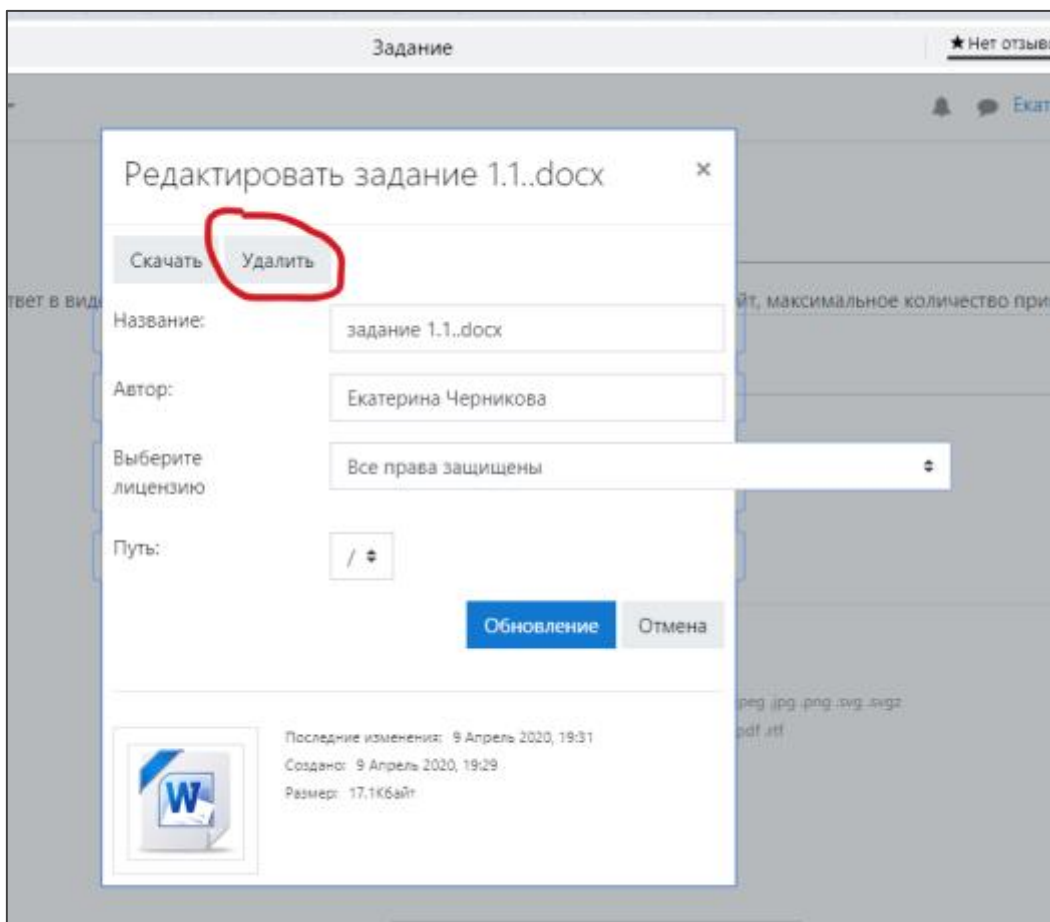 Задание
★ Нет отзыв
Екат
Редактировать задание 1.1..docx
×
Скачать
Удалить
твет в вид
йт, максимальное количество при
Название:
задание 1.1..docx
Автор:
Екатерина Черникова
Выберите
лицензию
Все права защищены
Путь:
/
Обновление
Отмена
peg .jpg .png .svg .svgz
pdf .rtf
Последние изменения: 9 Апрель 2020, 19:31
Создано: 9 Апрель 2020, 19:29
Размер: 17.1Кбайт
W